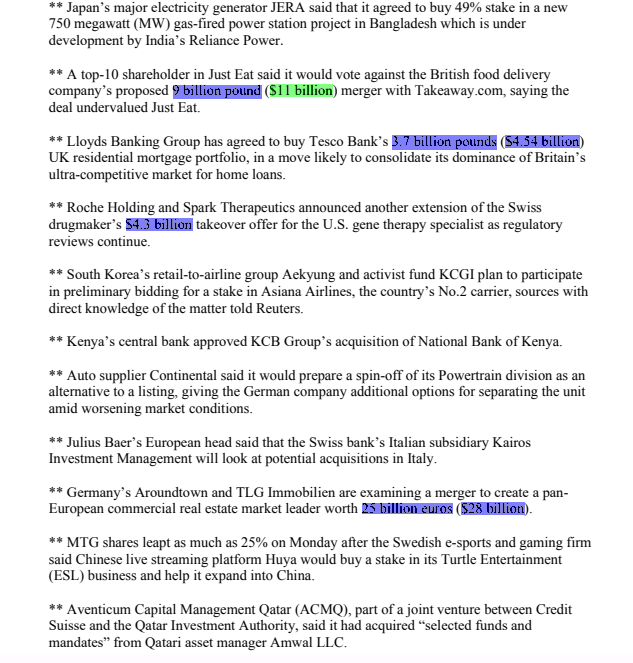 ** Japan's major electricity generator JERA said that it agreed to buy 49% stake in a new
750 megawatt (MW) gas-fired power station project in Bangladesh which is under
development by India's Reliance Power.
** A top-10 shareholder in Just Eat said it would vote against the British food delivery
company's proposed 9 billion pound ($11 billion) merger with Takeaway.com, saying the
deal undervalued Just Eat.
** Lloyds Banking Group has agreed to buy Tesco Bank's 3.7 billion pounds ($4.54 billion)
UK residential mortgage portfolio, in a move likely to consolidate its dominance of Britain's
ultra-competitive market for home loans.
** Roche Holding and Spark Therapeutics announced another extension of the Swiss
drugmaker's $4.3 billion takeover offer for the U.S. gene therapy specialist as regulatory
reviews continue.
** South Korea's retail-to-airline group Aekyung and activist fund KCGI plan to participate
in preliminary bidding for a stake in Asiana Airlines, the country's No.2 carrier, sources with
direct knowledge of the matter told Reuters.
** Kenya's central bank approved KCB Group's acquisition of National Bank of Kenya.
** Auto supplier Continental said it would prepare a spin-off of its Powertrain division as an
alternative to a listing, giving the German company additional options for separating the unit
amid worsening market conditions.
** Julius Baer's European head said that the Swiss bank's Italian subsidiary Kairos
Investment Management will look at potential acquisitions in Italy.
** Germany's Aroundtown and TLG Immobilien are examining a merger to create a pan-
European commercial real estate market leader worth 25 billion euros ($28 billion).
** MTG shares leapt as much as 25% on Monday after the Swedish e-sports and gaming firm
said Chinese live streaming platform Huya would buy a stake in its Turtle Entertainment
(ESL) business and help it expand into China.
** Aventicum Capital Management Qatar (ACMQ), part of a joint venture between Credit
Suisse and the Qatar Investment Authority, said it had acquired "selected funds and
mandates" from Qatari asset manager Amwal LLC.